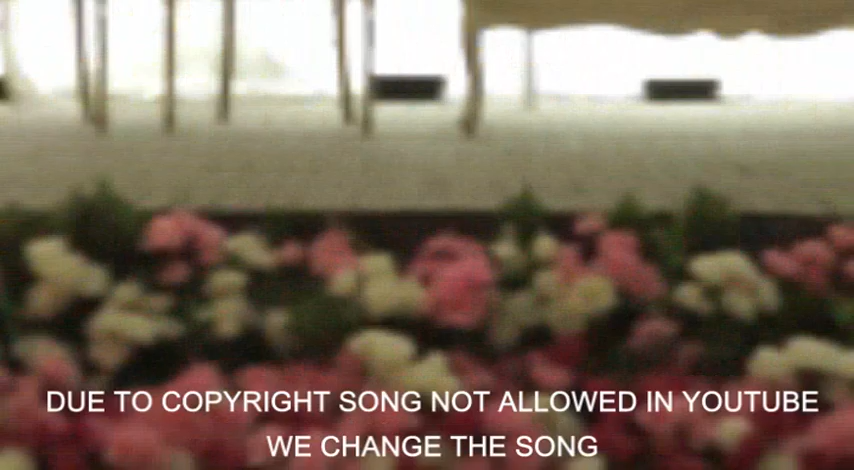 DUE TO COPYRIGHT SONG NOT ALLOWED IN YOUTUBE
WE CHANGE THE SONG